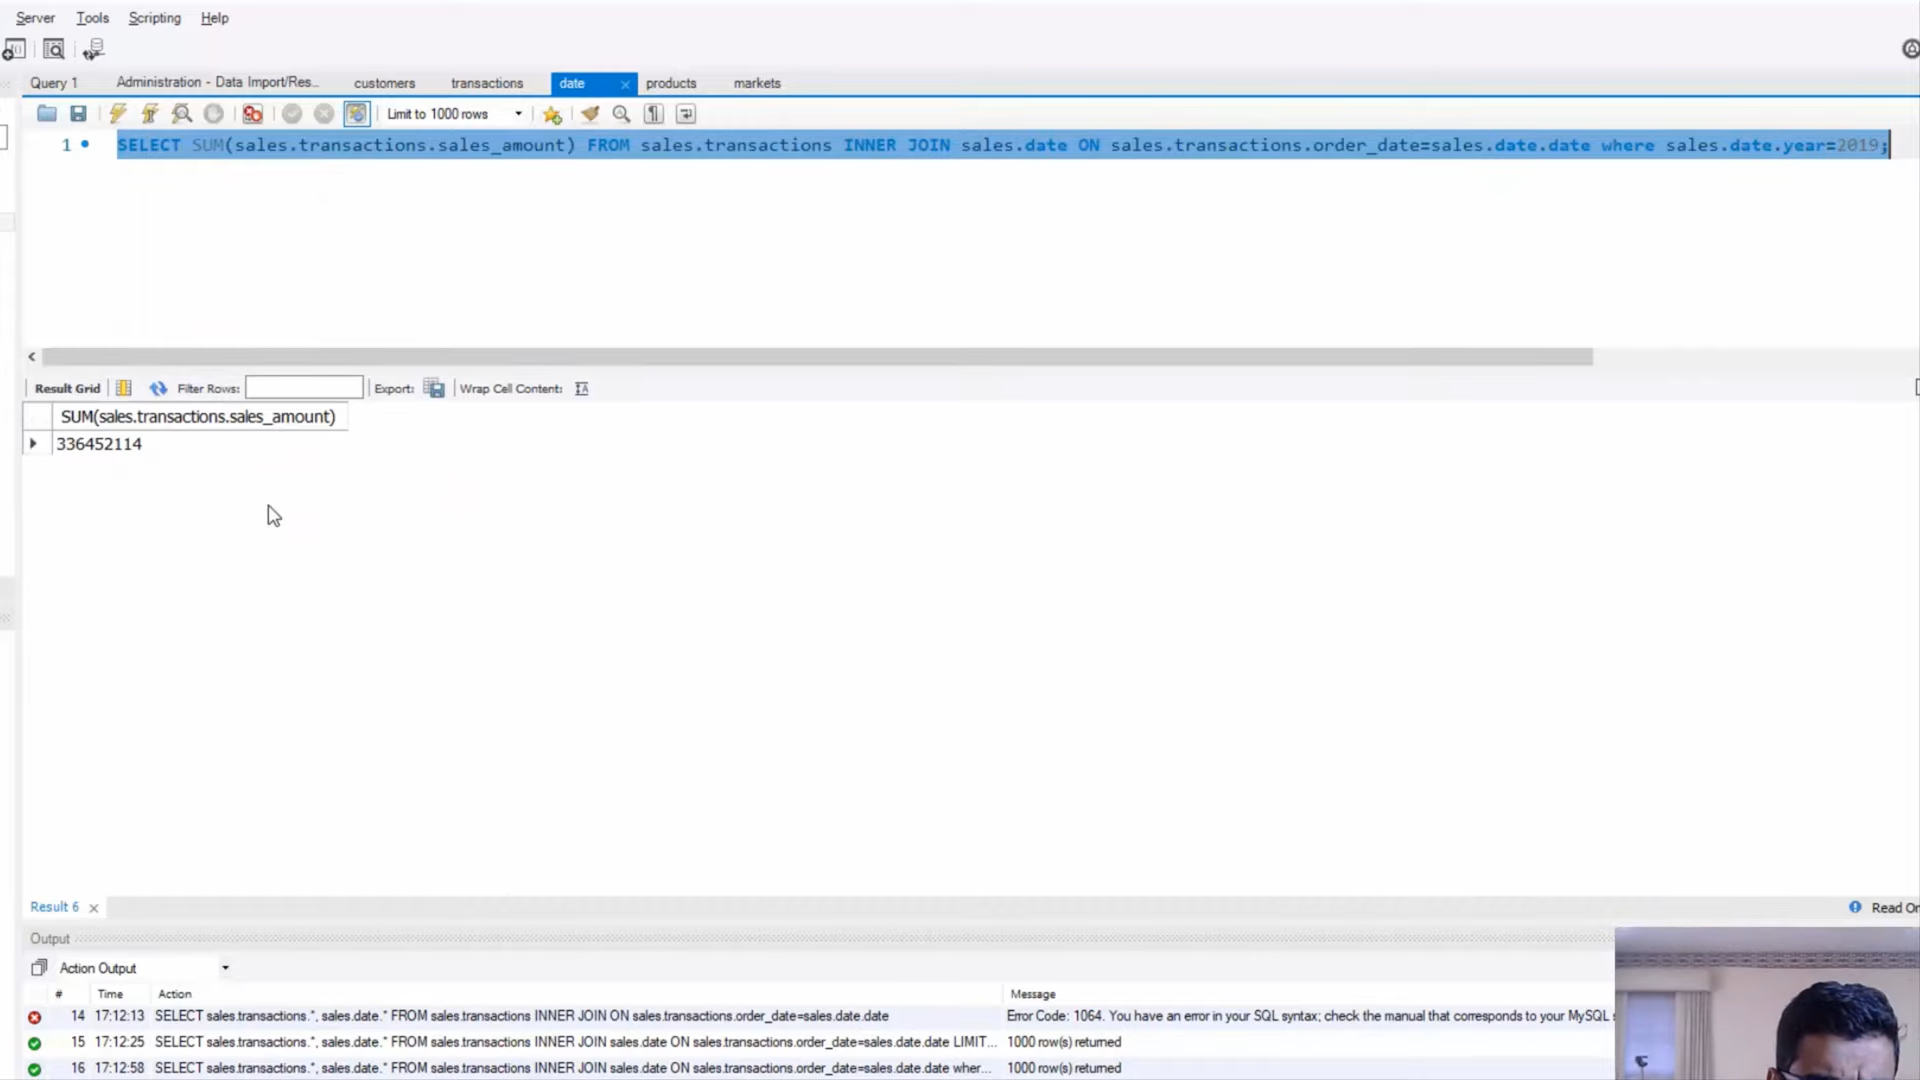 Server Tools Scripting Help
Query 1 Administration - Data Import/Res... customers transactions date products markets
Limit to 1000 rows
1 SELECT SUM(sales.transactions.sales_amount) FROM sales.transactions INNER JOIN sales.date ON sales.transactions.order_date=sales.date.date where sales.date.year=2019;
Result Grid Filter Rows: Export: Wrap Cell Content:
SUM(sales.transactions.sales_amount)
336452114
Result 6 Read On
Output
Action Output
# Time Action Message
14 17:12:13 SELECT sales.transactions.*, sales.date.* FROM sales.transactions INNER JOIN ON sales.transactions.order_date=sales.date.date Error Code: 1064. You have an error in your SQL syntax; check the manual that corresponds to your MySQL s
15 17:12:25 SELECT sales.transactions.*, sales.date.* FROM sales.transactions INNER JOIN sales.date ON sales.transactions.order_date=sales.date.date LIMIT... 1000 row(s) returned
16 17:12:58 SELECT sales.transactions.*, sales.date.* FROM sales.transactions INNER JOIN sales.date ON sales.transactions.order_date=sales.date.date wher... 1000 row(s) returned